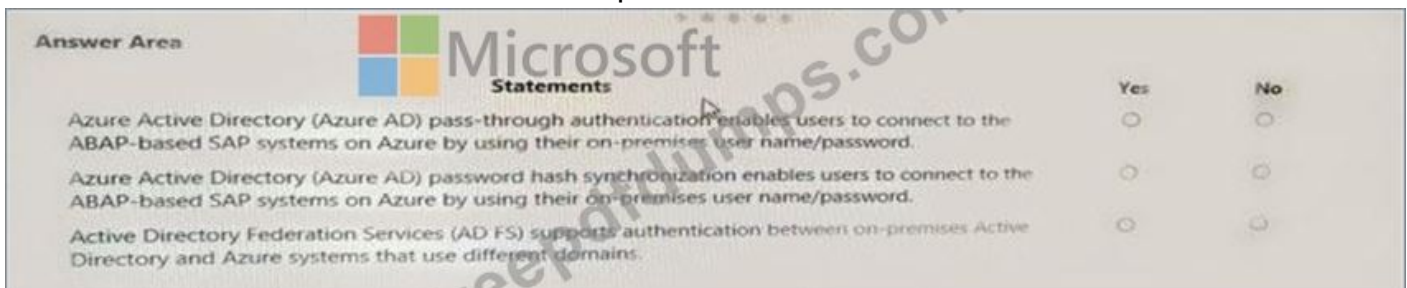 Answer Area
Microsoft
Statements Yes No
Azure Active Directory (Azure AD) pass-through authentication enables users to connect to the
ABAP-based SAP systems on Azure by using their on-premises user name/password.
Azure Active Directory (Azure AD) password hash synchronization enables users to connect to the
ABAP-based SAP systems on Azure by using their on-premises user name/password.
Active Directory Federation Services (AD FS) supports authentication between on-premises Active
Directory and Azure systems that use different domains.
eepdfdumps.com